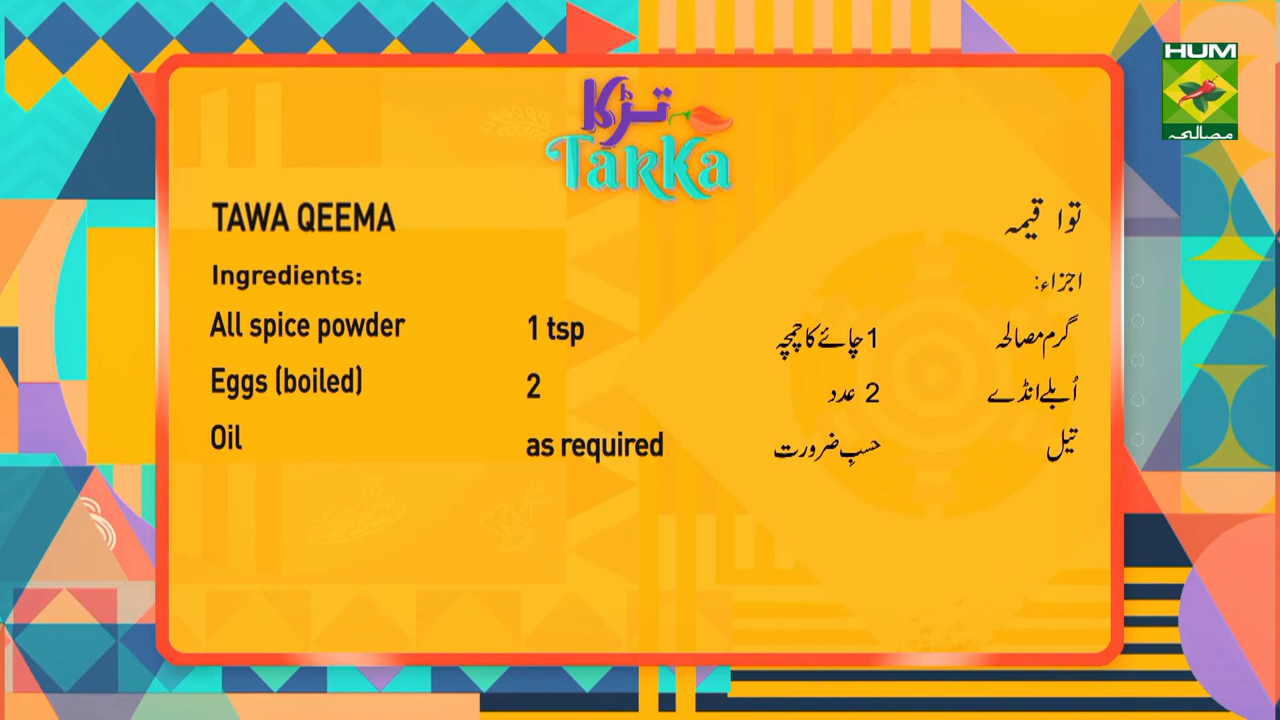 HUM
مصالحہ
تڑکا
Tarka
TAWA QEEMA توا قیمہ
Ingredients: اجزاء:
All spice powder 1 tsp گرم مصالحہ 1 چائے کا چمچہ
Eggs (boiled) 2 اُبلے انڈے 2 عدد
Oil as required تیل حسبِ ضرورت